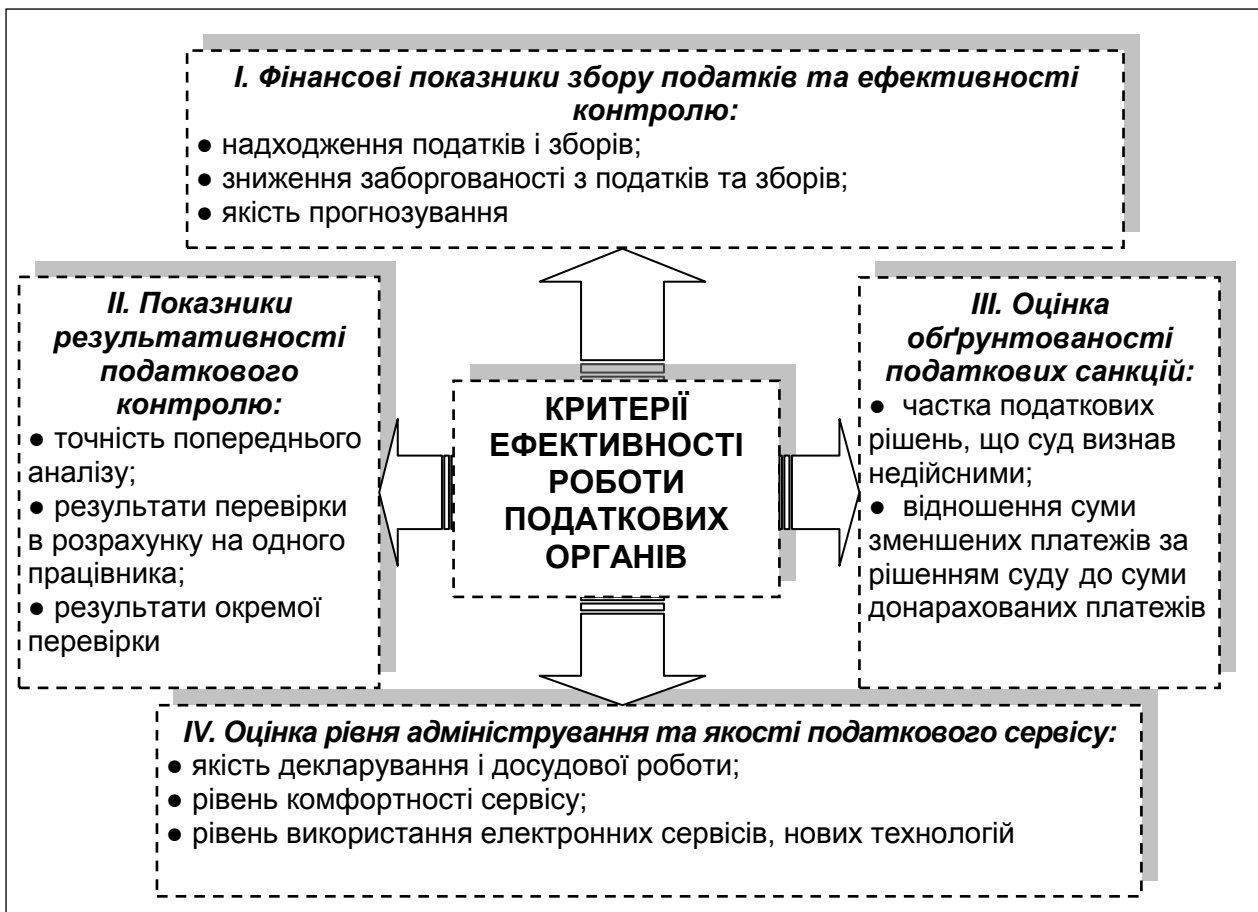 I. Фінансові показники збору податків та ефективності
контролю:
● надходження податків і зборів;
● зниження заборгованості з податків та зборів;
● якість прогнозування
II. Показники
результативності
податкового
контролю:
● точність попереднього
аналізу;
● результати перевірки
в розрахунку на одного
працівника;
● результати окремої
перевірки
КРИТЕРІЇ
ЕФЕКТИВНОСТІ
РОБОТИ
ПОДАТКОВИХ
ОРГАНІВ
III. Оцінка
обґрунтованості
податкових санкцій:
● частка податкових
рішень, що суд визнав
недійсними;
● відношення суми
зменшених платежів за
рішенням суду до суми
донарахованих платежів
IV. Оцінка рівня адміністрування та якості податкового сервісу:
● якість декларування і досудової роботи;
● рівень комфортності сервісу;
● рівень використання електронних сервісів, нових технологій